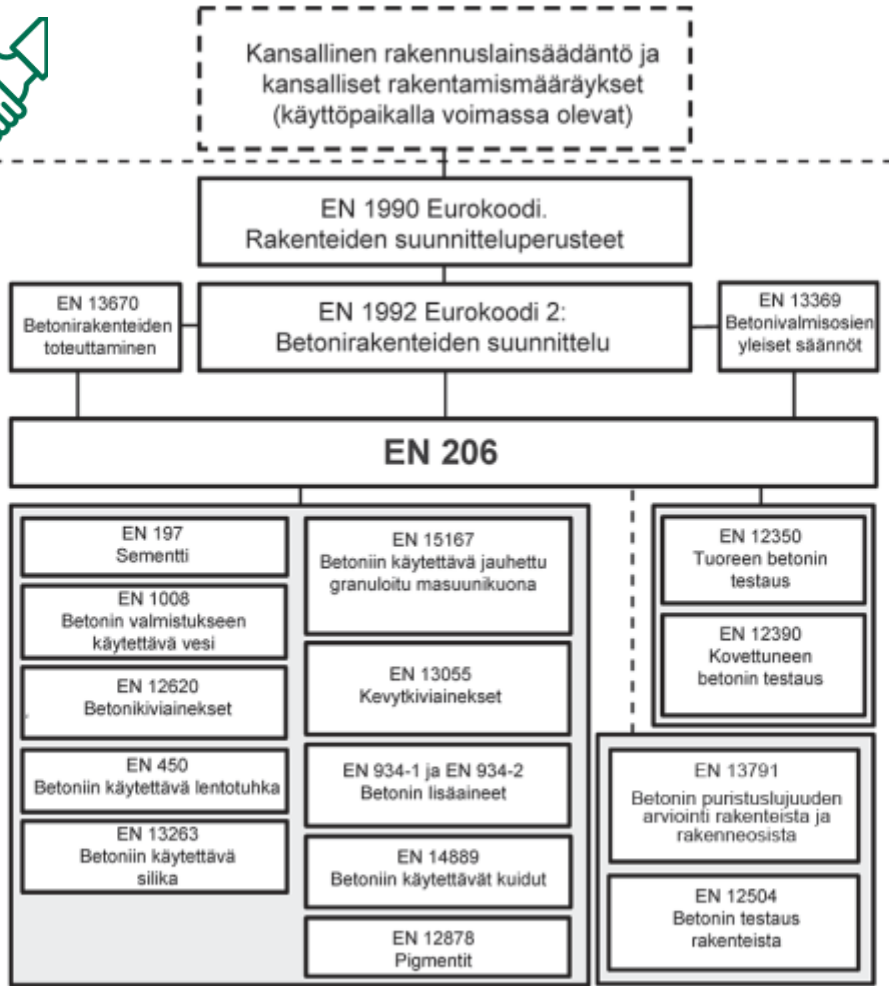 Kansallinen rakennuslainsäädäntö ja
kansalliset rakentamismääräykset
(käyttöpaikalla voimassa olevat)
EN 1990 Eurokoodi.
Rakenteiden suunnitteluperusteet
EN 13670
Betonirakenteiden
toteuttaminen
EN 1992 Eurokoodi 2:
Betonirakenteiden suunnittelu
EN 13369
Betonivalmisosien
yleiset säännöt
EN 206
EN 197
Sementti
EN 1008
Betonin valmistukseen
käytettävä vesi
EN 12620
Betonikiviainekset
EN 450
Betoniin käytettävä lentotuhka
EN 13263
Betoniin käytettävä
silika
EN 15167
Betoniin käytettävä jauhettu
granuloitu masuunikuona
EN 13055
Kevytkiviainekset
EN 934-1 ja EN 934-2
Betonin lisäaineet
EN 14889
Betoniin käytettävät kuidut
EN 12878
Pigmentit
EN 12350
Tuoreen betonin
testaus
EN 12390
Kovettuneen
betonin testaus
EN 13791
Betonin puristuslujuuden
arviointi rakenteista ja
rakenneosista
EN 12504
Betonin testaus
rakenteista